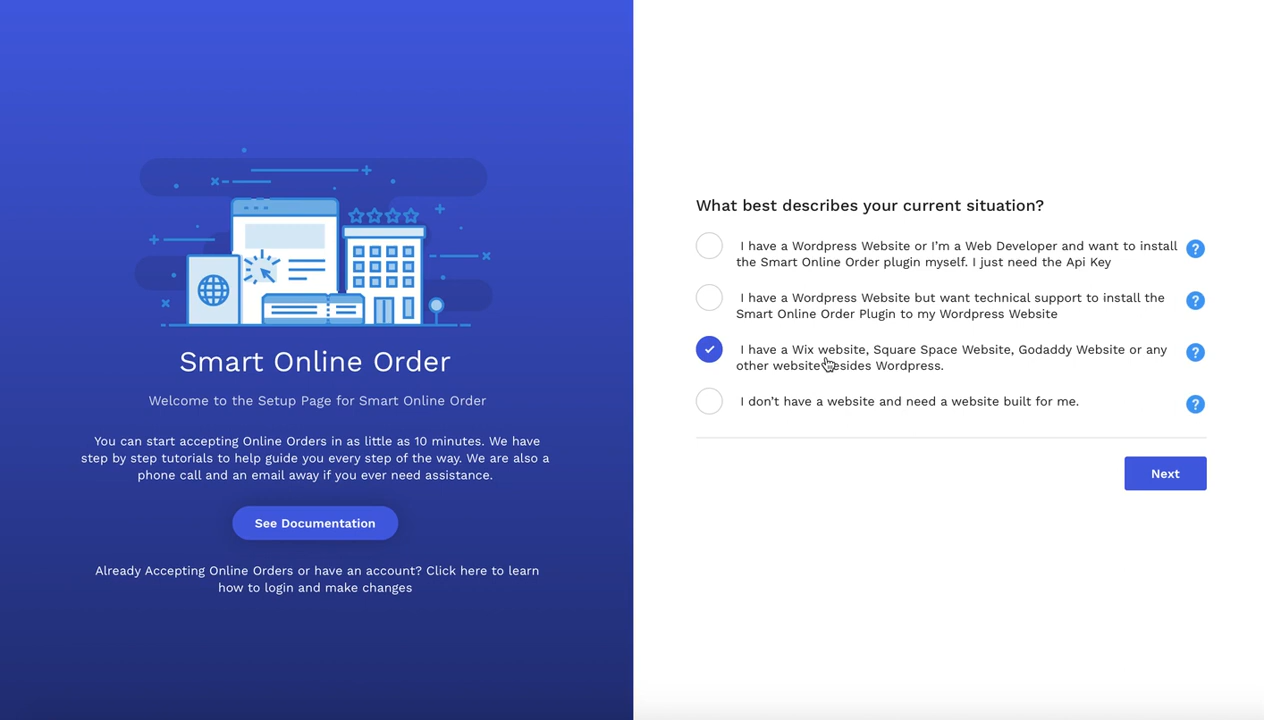 Smart Online Order
Welcome to the Setup Page for Smart Online Order
You can start accepting Online Orders in as little as 10 minutes. We have
step by step tutorials to help guide you every step of the way. We are also a
phone call and an email away if you ever need assistance.
See Documentation
Already Accepting Online Orders or have an account? Click here to learn
how to login and make changes
What best describes your current situation?
I have a Wordpress Website or I’m a Web Developer and want to install
the Smart Online Order plugin myself. I just need the Api Key
?
I have a Wordpress Website but want technical support to install the
Smart Online Order Plugin to my Wordpress Website
?
I have a Wix website, Square Space Website, Godaddy Website or any
other website besides Wordpress.
?
I don’t have a website and need a website built for me.
?
Next